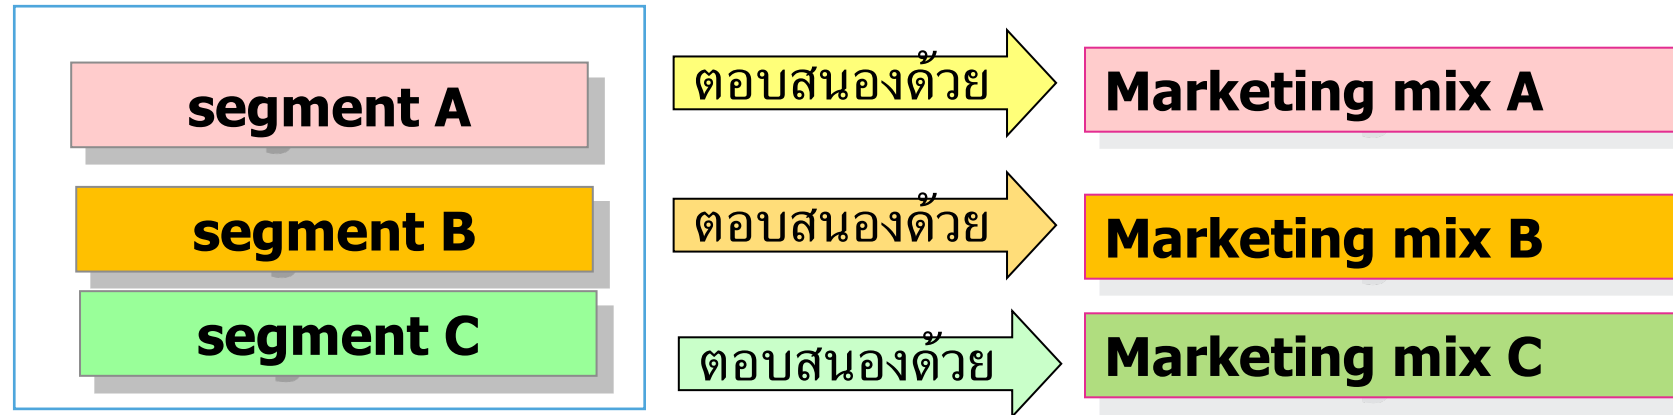 segment A
ตอบสนองด้วย
Marketing mix A
segment B
ตอบสนองด้วย
Marketing mix B
segment C
ตอบสนองด้วย
Marketing mix C